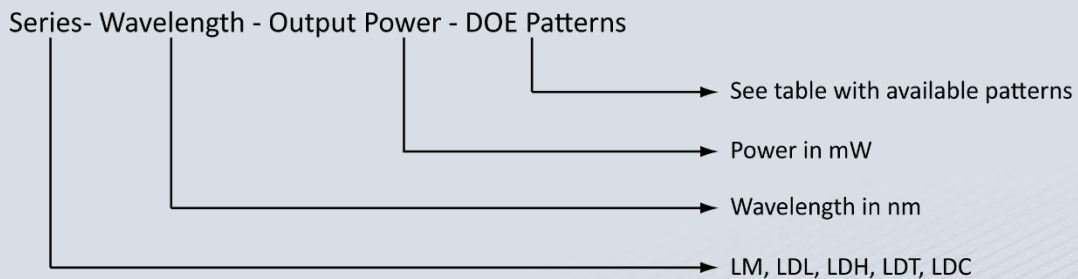 Series- Wavelength - Output Power - DOE Patterns
See table with available patterns
Power in mW
Wavelength in nm
LM, LDL, LDH, LDT, LDC